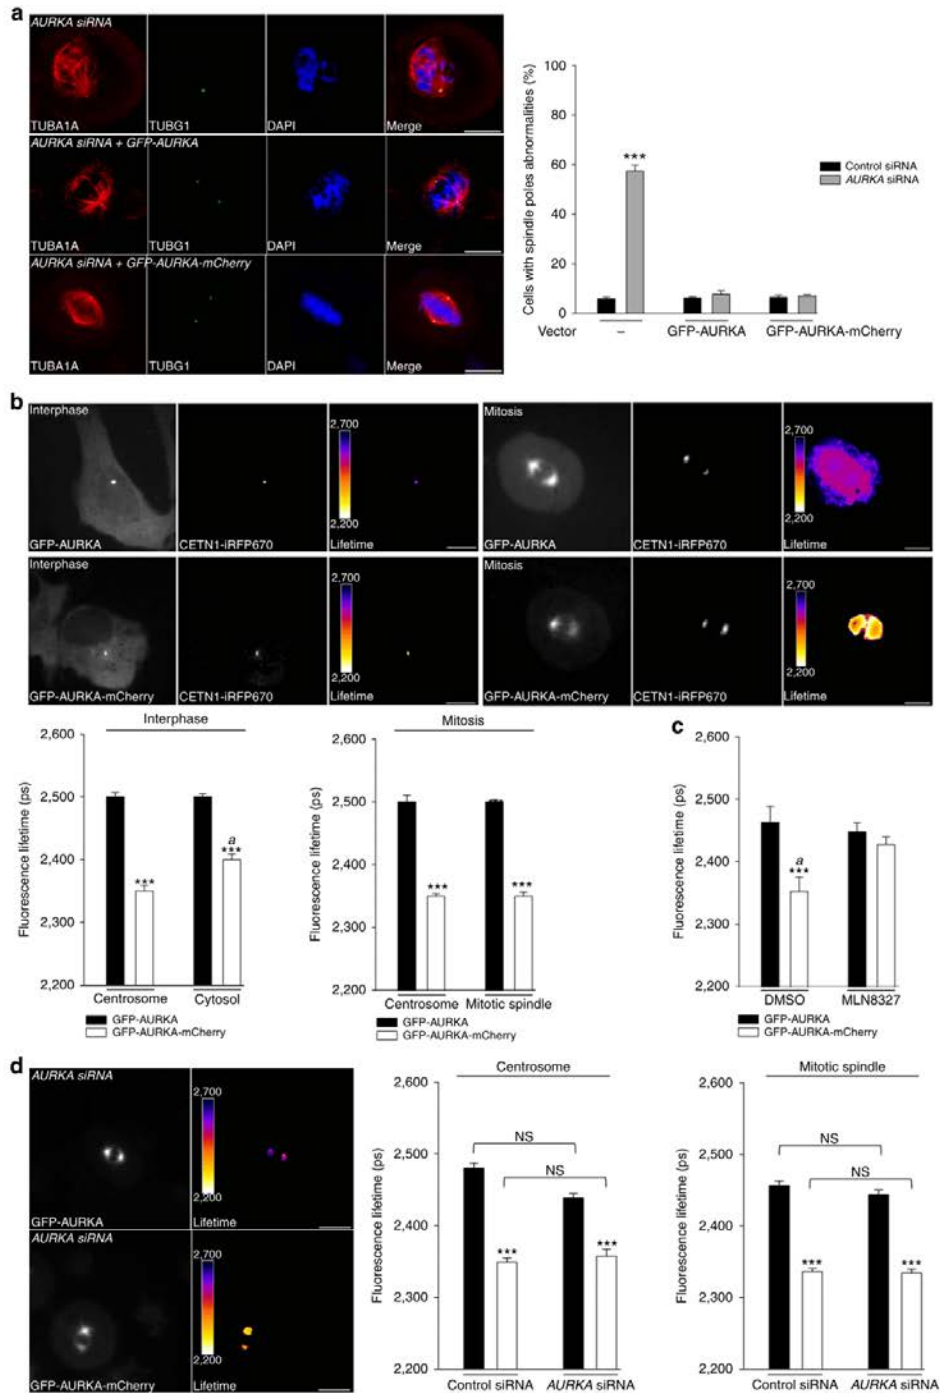 a
AURKA siRNA
TUBA1A TUBG1 DAPI Merge
AURKA siRNA + GFP-AURKA
TUBA1A TUBG1 DAPI Merge
AURKA siRNA + GFP-AURKA-mCherry
TUBA1A TUBG1 DAPI Merge
Cells with spindle poles abnormalities (%)
100
80
60
40
20
0
***
Control siRNA
AURKA siRNA
Vector – GFP-AURKA GFP-AURKA-mCherry
b
Interphase
2,700
2,200
GFP-AURKA CETN1-iRFP670 Lifetime
Mitosis
2,700
2,200
GFP-AURKA CETN1-iRFP670 Lifetime
Interphase
2,700
2,200
GFP-AURKA-mCherry CETN1-iRFP670 Lifetime
Mitosis
2,700
2,200
GFP-AURKA-mCherry CETN1-iRFP670 Lifetime
Interphase
Fluorescence lifetime (ps)
2,600
2,500
2,400
2,300
2,200
***
a
***
Centrosome Cytosol
GFP-AURKA
GFP-AURKA-mCherry
Mitosis
Fluorescence lifetime (ps)
2,600
2,500
2,400
2,300
2,200
*** ***
Centrosome Mitotic spindle
GFP-AURKA
GFP-AURKA-mCherry
c
Fluorescence lifetime (ps)
2,600
2,500
2,400
2,300
2,200
a
***
DMSO MLN8327
GFP-AURKA
GFP-AURKA-mCherry
d
AURKA siRNA
2,700
2,200
GFP-AURKA Lifetime
AURKA siRNA
2,700
2,200
GFP-AURKA-mCherry Lifetime
Centrosome
Fluorescence lifetime (ps)
2,600
2,500
2,400
2,300
2,200
NS
NS
*** ***
Control siRNA AURKA siRNA
Mitotic spindle
Fluorescence lifetime (ps)
2,600
2,500
2,400
2,300
2,200
NS
NS
*** ***
Control siRNA AURKA siRNA